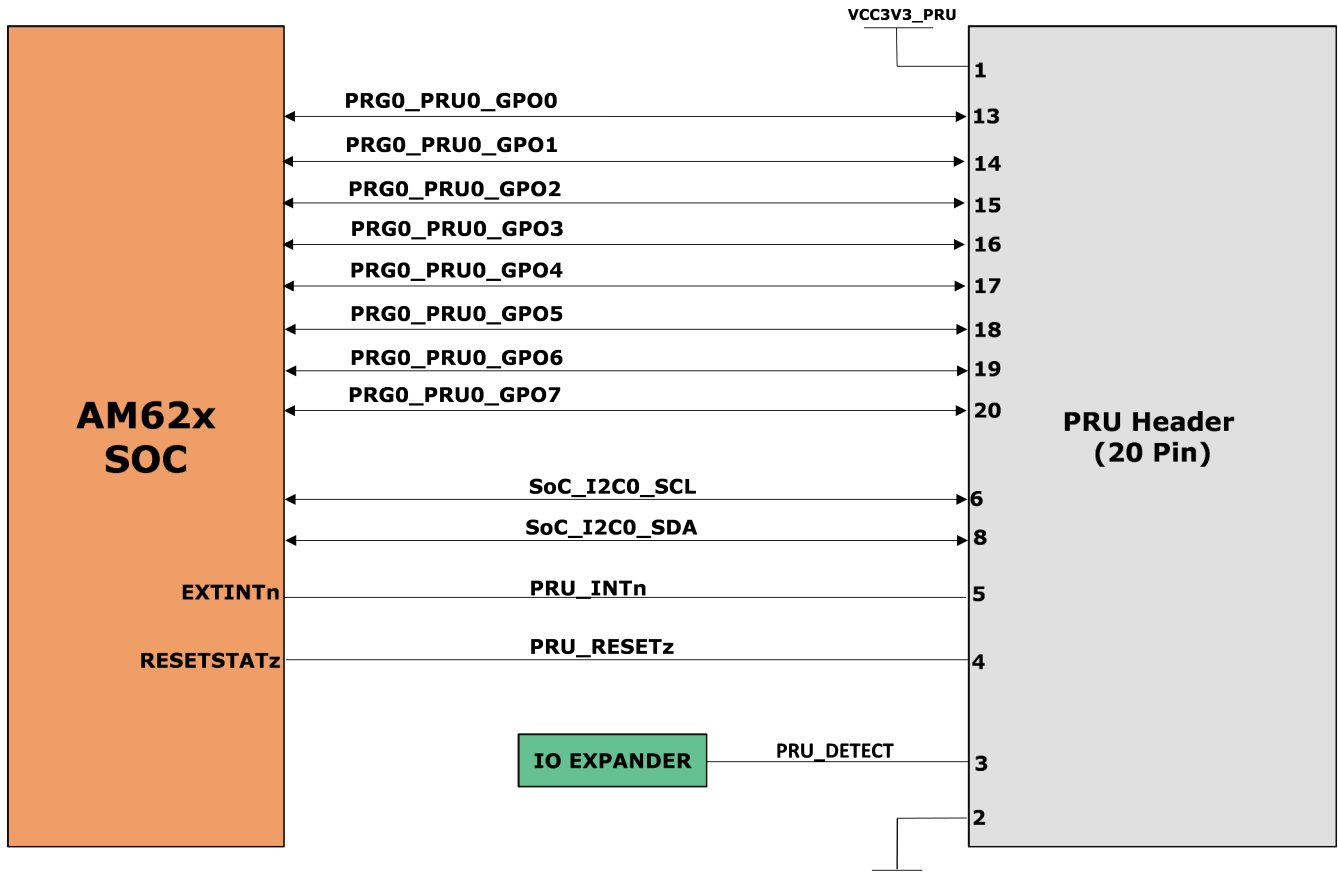 VCC3V3_PRU
1
PRG0_PRU0_GPO0
13
PRG0_PRU0_GPO1
14
PRG0_PRU0_GPO2
15
PRG0_PRU0_GPO3
16
PRG0_PRU0_GPO4
17
PRG0_PRU0_GPO5
18
PRG0_PRU0_GPO6
19
PRG0_PRU0_GPO7
20
AM62x
SOC
PRU Header
(20 Pin)
SoC_I2C0_SCL
6
SoC_I2C0_SDA
8
EXTINTn
PRU_INTn
5
RESETSTATz
PRU_RESETz
4
IO EXPANDER
PRU_DETECT
3
2